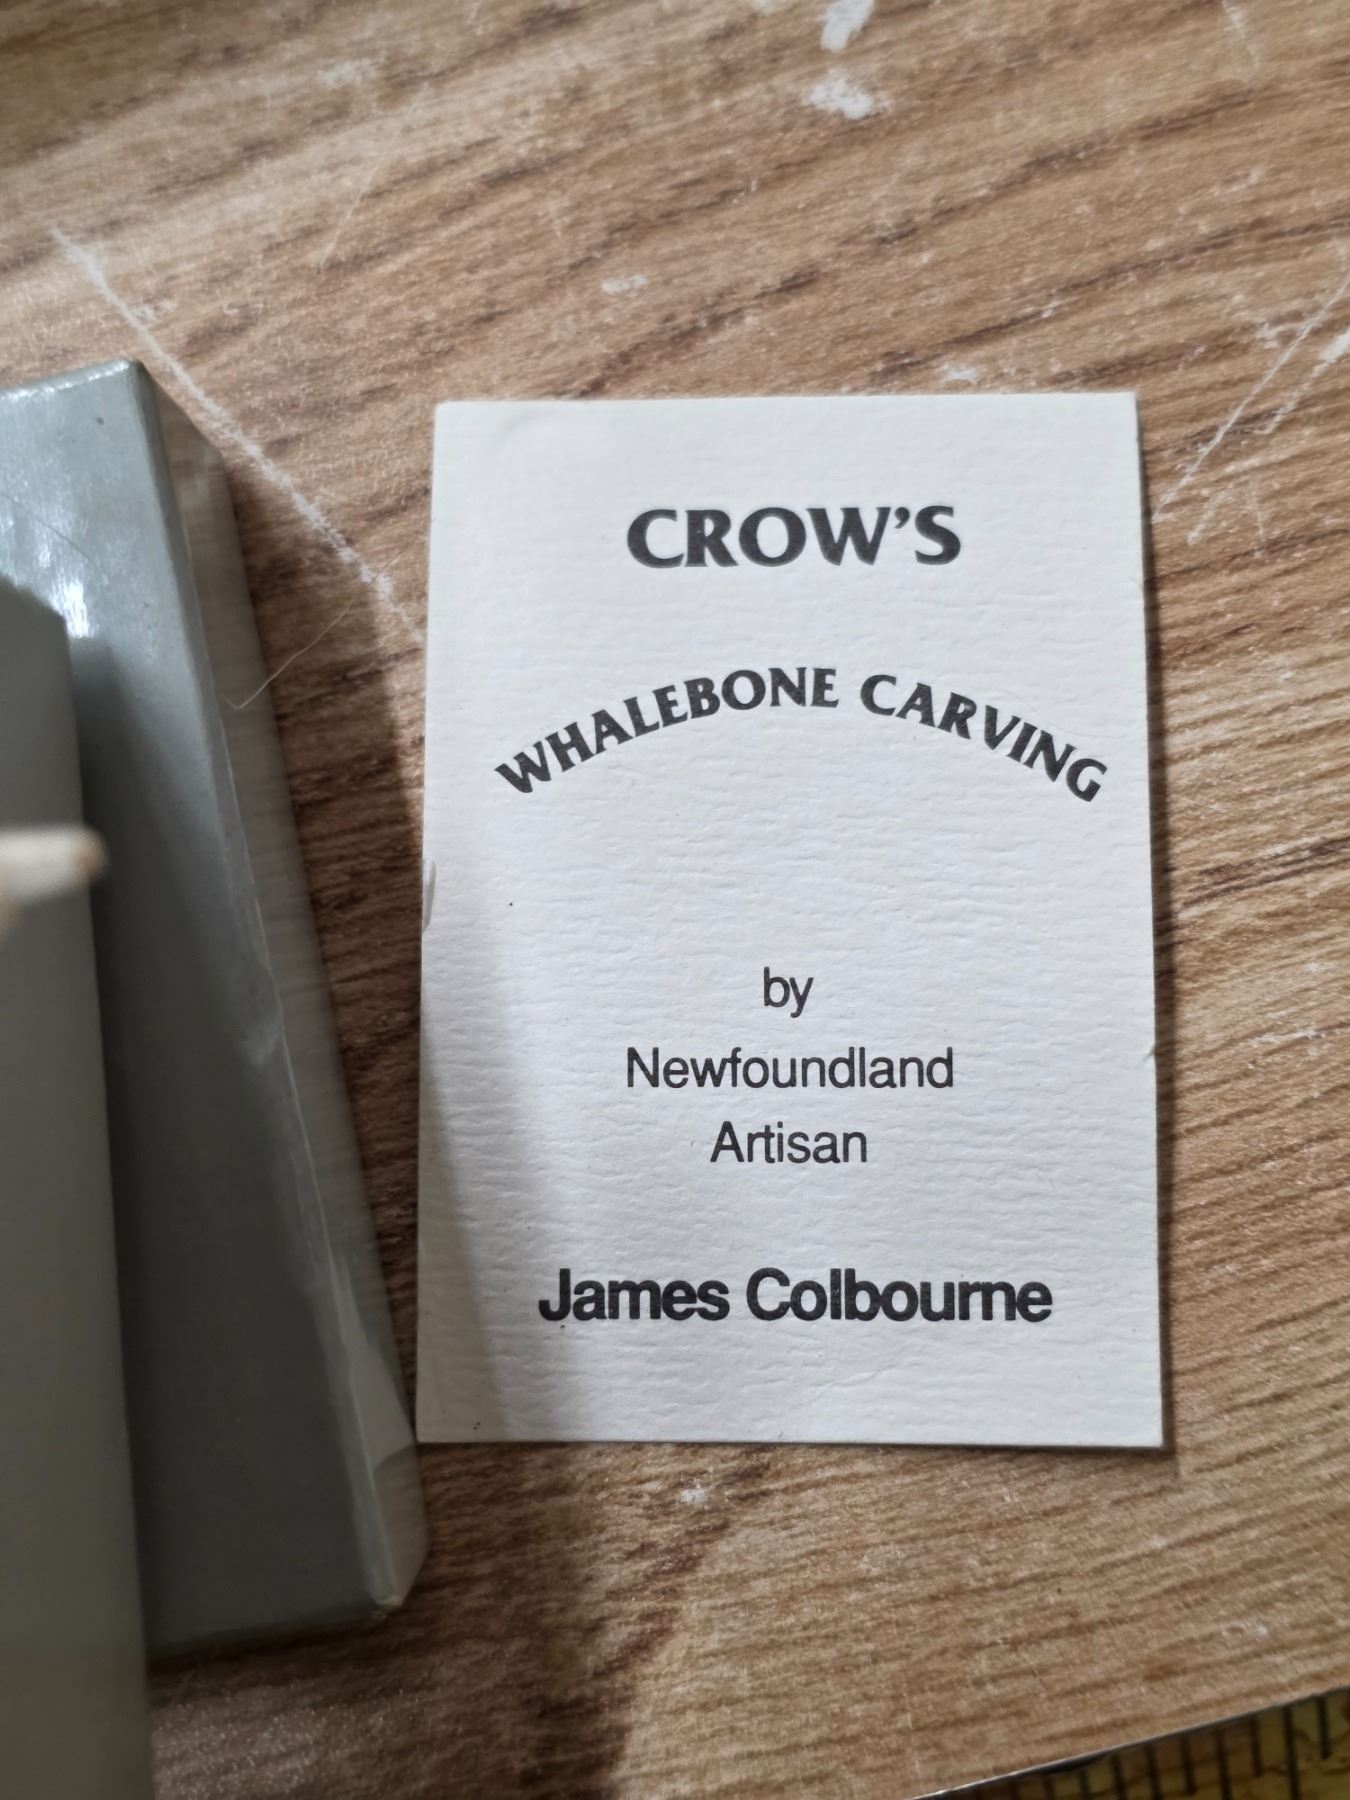 CROW'S
WHALEBONE CARVING
by
Newfoundland
Artisan
James Colbourne